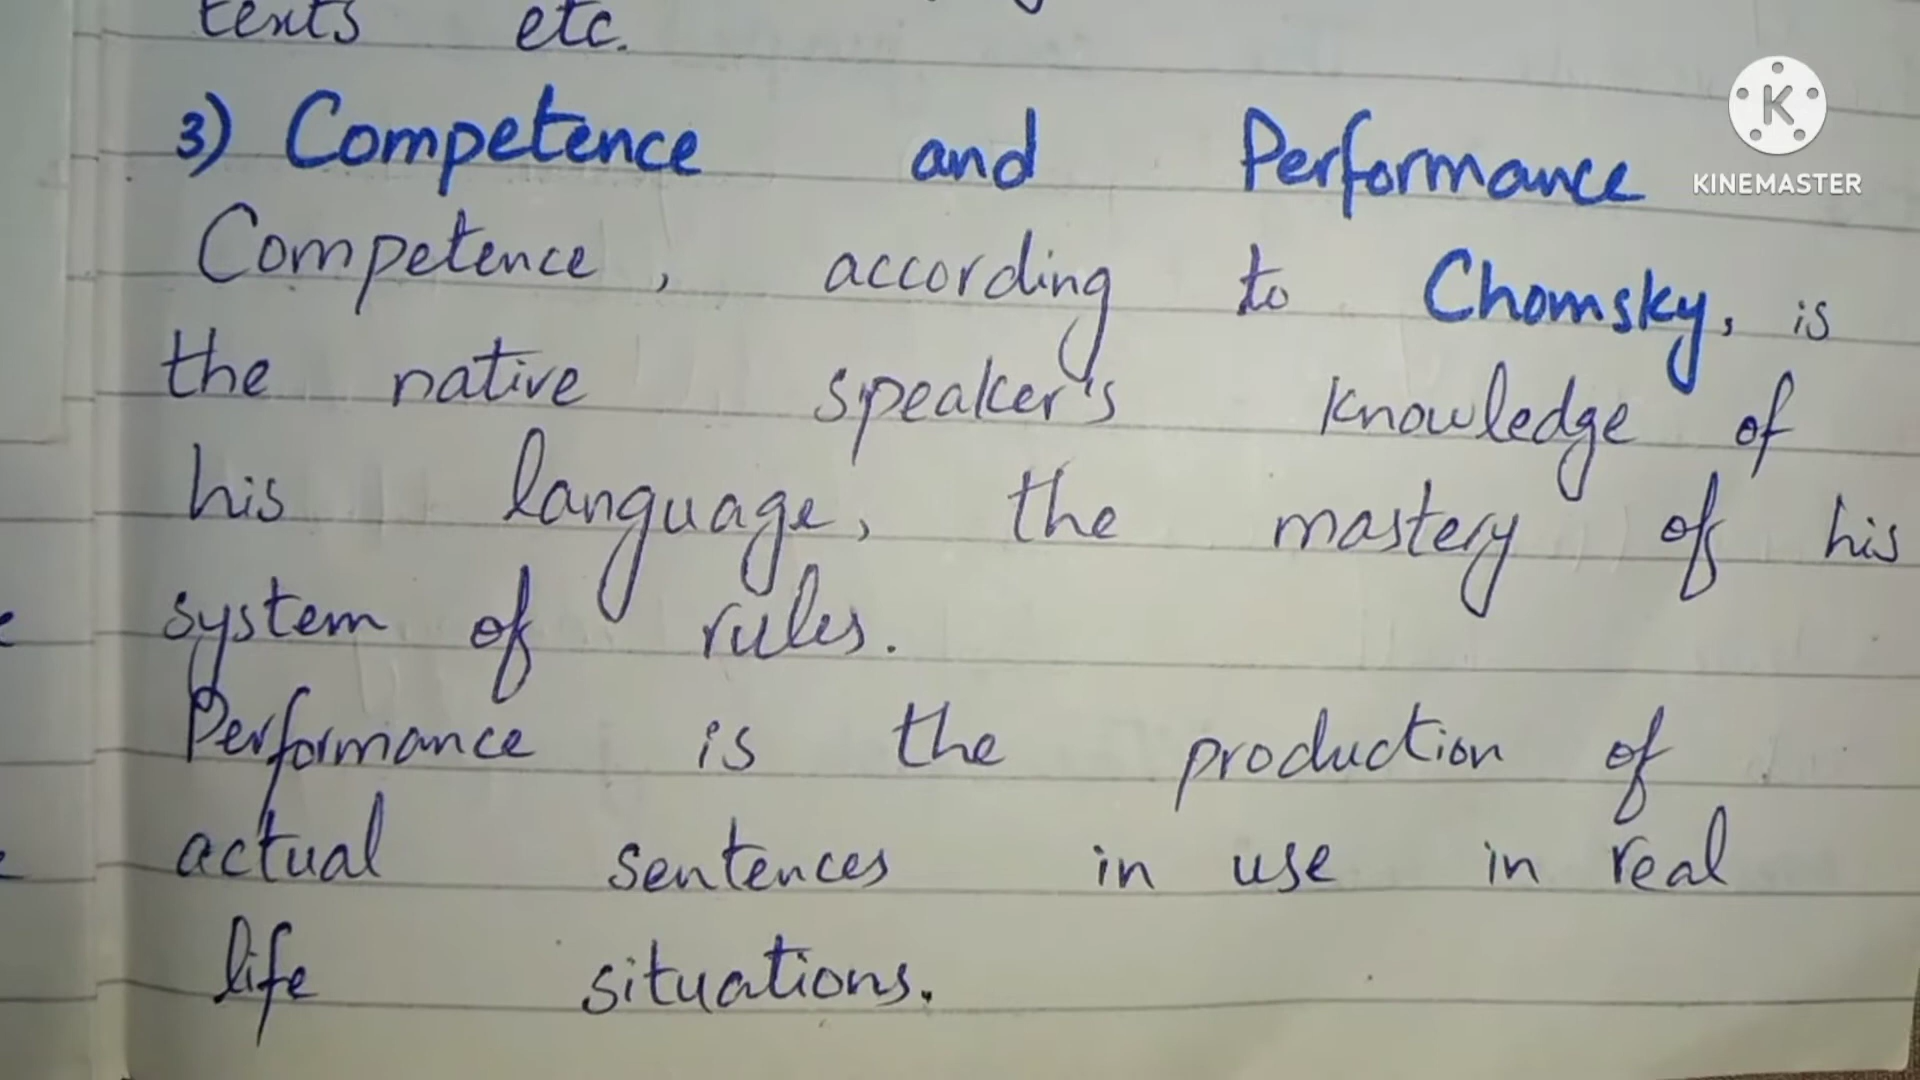 texts etc.
3) Competence and Performance
KINEMASTER
Competence, according to Chomsky, is
the native speaker's knowledge of
his language, the mastery of his
system of rules.
Performance is the production of
actual sentences in use in real
life situations.